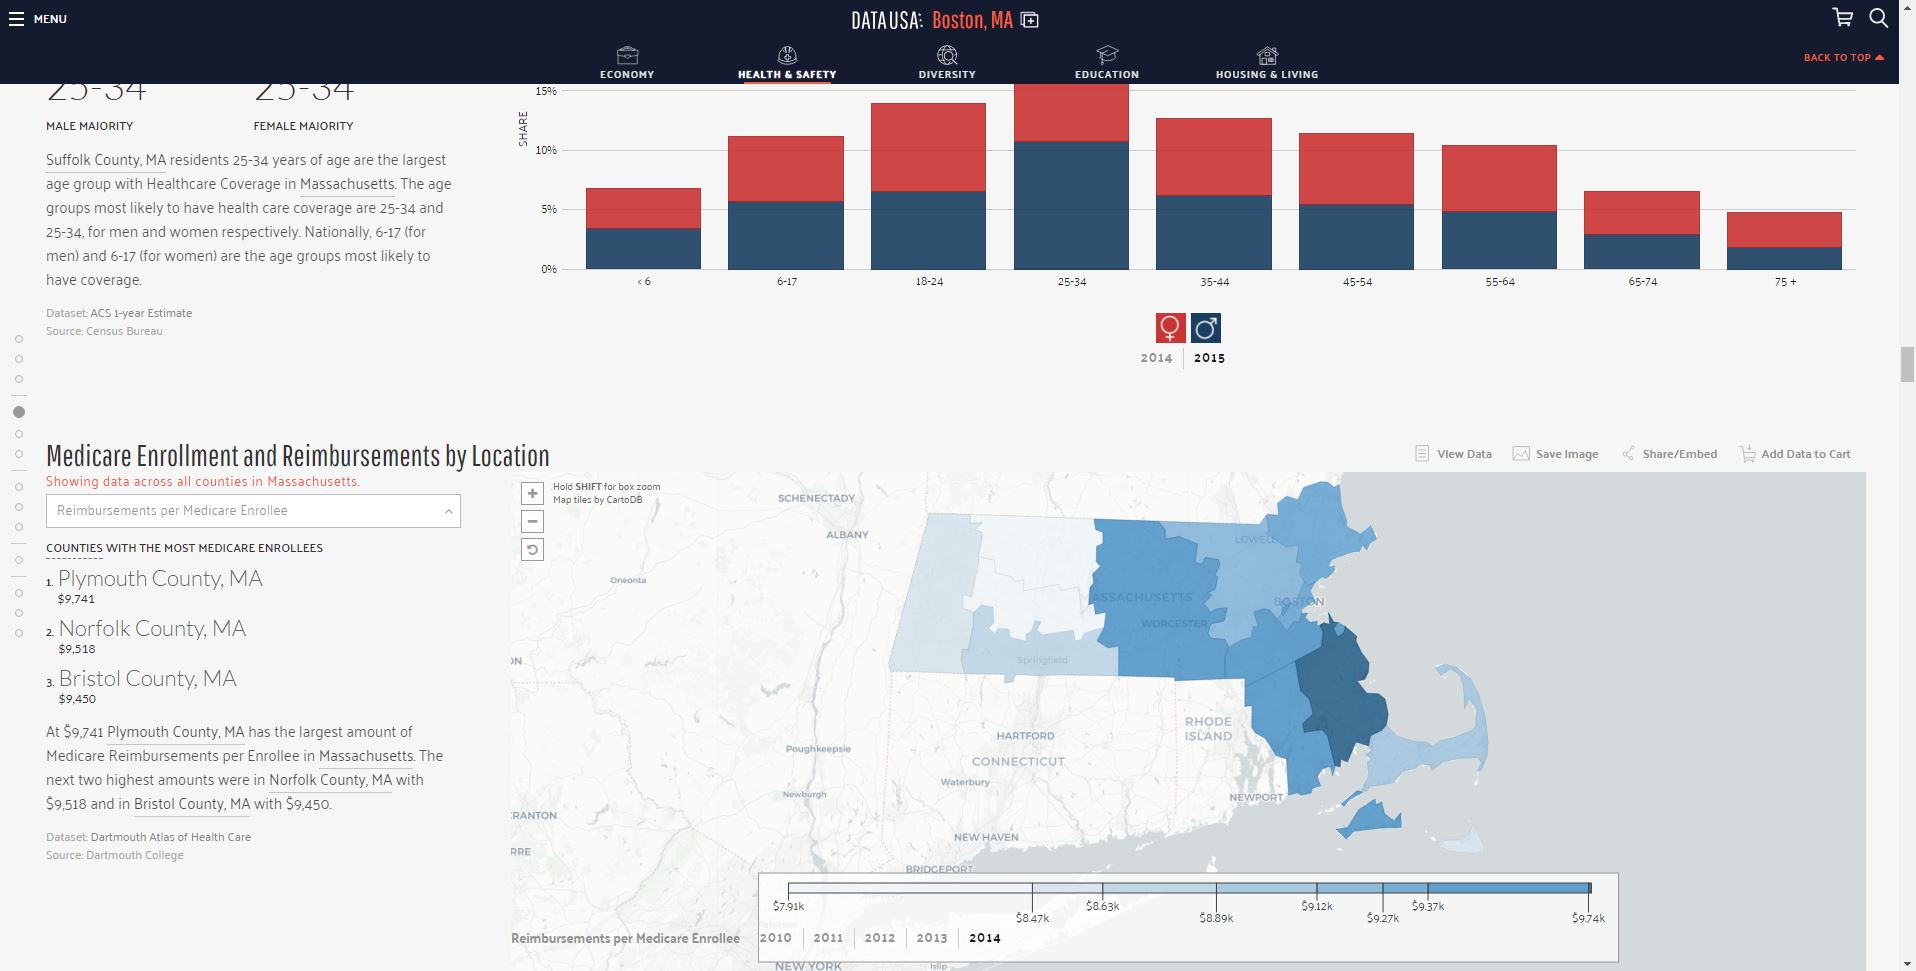 MENU
DATAUSA: Boston, MA
ECONOMY
HEALTH & SAFETY
DIVERSITY
EDUCATION
HOUSING & LIVING
BACK TO TOP
25-34
25-34
MALE MAJORITY
FEMALE MAJORITY
Suffolk County, MA residents 25-34 years of age are the largest
age group with Healthcare Coverage in Massachusetts. The age
groups most likely to have health care coverage are 25-34 and
25-34, for men and women respectively. Nationally, 6-17 (for
men) and 6-17 (for women) are the age groups most likely to
have coverage.
Dataset: ACS 1-year Estimate
Source: Census Bureau
SHARE
15%
10%
5%
0%
< 6
6-17
18-24
25-34
35-44
45-54
55-64
65-74
75 +
2014
2015
Medicare Enrollment and Reimbursements by Location
View Data
Save Image
Share/Embed
Add Data to Cart
Showing data across all counties in Massachusetts.
Reimbursements per Medicare Enrollee
COUNTIES WITH THE MOST MEDICARE ENROLLEES
1. Plymouth County, MA
$9,741
2. Norfolk County, MA
$9,518
3. Bristol County, MA
$9,450
At $9,741 Plymouth County, MA has the largest amount of
Medicare Reimbursements per Enrollee in Massachusetts. The
next two highest amounts were in Norfolk County, MA with
$9,518 and in Bristol County, MA with $9,450.
Dataset: Dartmouth Atlas of Health Care
Source: Dartmouth College
+
Hold SHIFT for box zoom
Map tiles by CartoDB
−
SCHENECTADY
ALBANY
Oneonta
LOWELL
ASSACHUSETTS
BOSTON
WORCESTER
ON
Springfield
RHODE
ISLAND
HARTFORD
Poughkeepsie
CONNECTICUT
Waterbury
Newburgh
NEWPORT
CRANTON
NEW HAVEN
RRE
BRIDGEPORT
Stamford
$7.91k
$8.47k
$8.63k
$8.89k
$9.12k
$9.27k
$9.37k
$9.74k
Paterson
Reimbursements per Medicare Enrollee
2010
2011
2012
2013
2014
NEW YORK
Islip